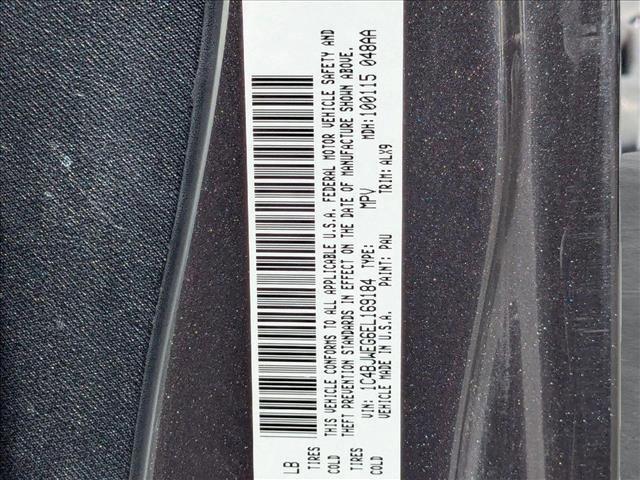 LB
TIRES
COLD
THIS VEHICLE CONFORMS TO ALL APPLICABLE U.S.A. FEDERAL MOTOR VEHICLE SAFETY AND
THEFT PREVENTION STANDARDS IN EFFECT ON THE DATE OF MANUFACTURE SHOWN ABOVE.
VIN: 1C4BJWEG6EL169184 TYPE: MPV MDH:100115 048AA
VEHICLE MADE IN U.S.A. PAINT: PAU TRIM: ALX9
TIRES
COLD